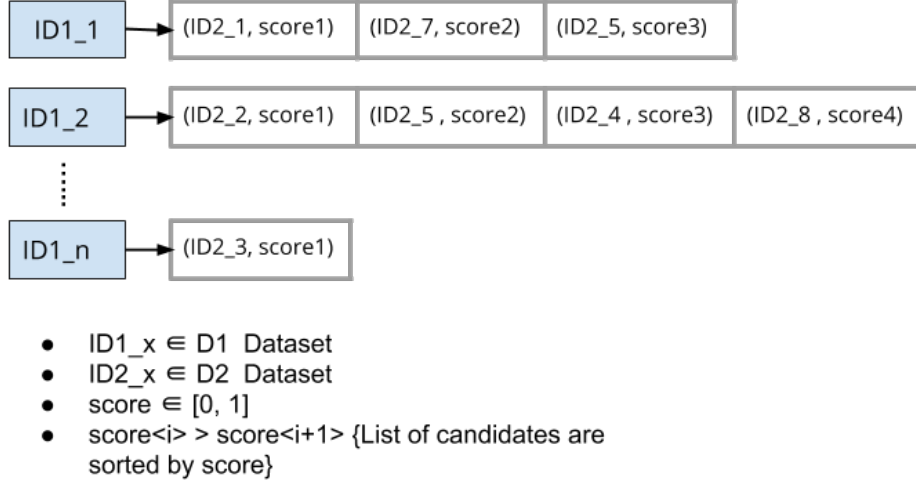 ID1_1 (ID2_1, score1) (ID2_7, score2) (ID2_5, score3)
ID1_2 (ID2_2, score1) (ID2_5 , score2) (ID2_4 , score3) (ID2_8 , score4)
ID1_n (ID2_3, score1)
● ID1_x ∈ D1 Dataset
● ID2_x ∈ D2 Dataset
● score ∈ [0, 1]
● score<i> > score<i+1> {List of candidates are
sorted by score}